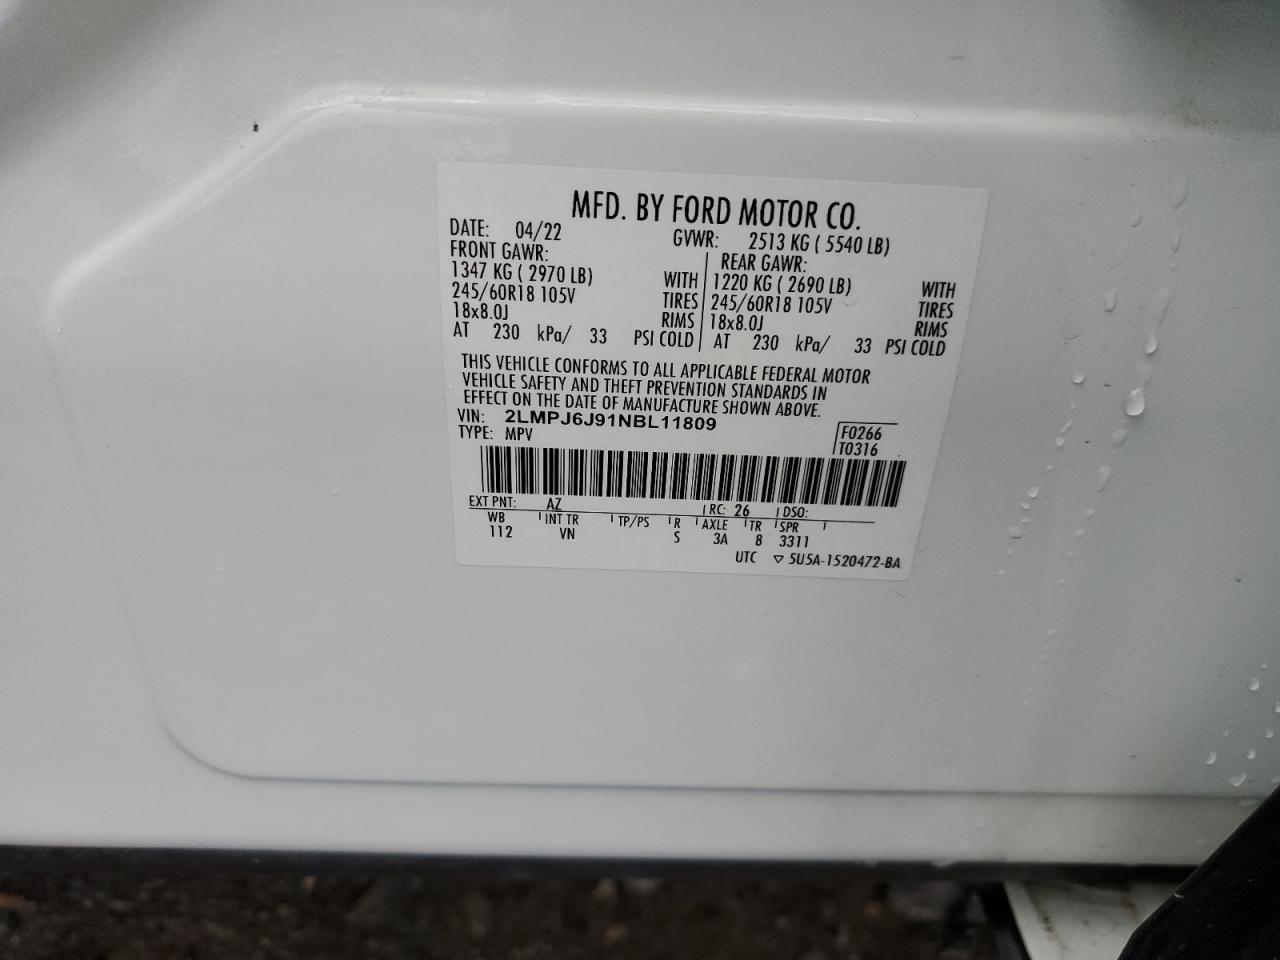 MFD. BY FORD MOTOR CO.
DATE: 04/22 GVWR: 2513 KG ( 5540 LB)
FRONT GAWR: REAR GAWR:
1347 KG ( 2970 LB) WITH 1220 KG ( 2690 LB) WITH
245/60R18 105V TIRES 245/60R18 105V TIRES
18x8.0J RIMS 18x8.0J RIMS
AT 230 kPa/ 33 PSI COLD AT 230 kPa/ 33 PSI COLD
THIS VEHICLE CONFORMS TO ALL APPLICABLE FEDERAL MOTOR
VEHICLE SAFETY AND THEFT PREVENTION STANDARDS IN
EFFECT ON THE DATE OF MANUFACTURE SHOWN ABOVE.
VIN: 2LMPJ6J91NBL11809
TYPE: MPV
F0266
T0316
EXT PNT: AZ RC: 26 DSO:
WB INT TR TP/PS R AXLE TR SPR
112 VN S 3A 8 3311
UTC ▽ 5U5A-1520472-BA